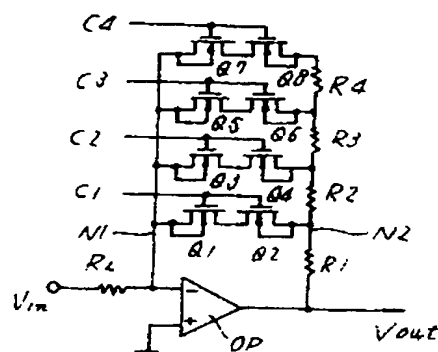 C4
Q7 Q8 R4
C3
Q5 Q6 R3
C2
Q3 Q4 R2
C1
N1 Q1 Q2 N2
RL R1
Vin
- +
OP Vout